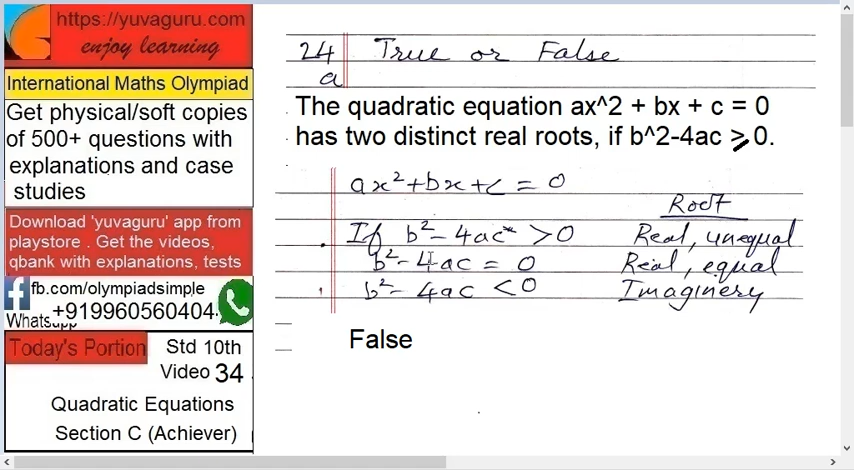 https://yuvaguru.com
enjoy learning
International Maths Olympiad
Get physical/soft copies
of 500+ questions with
explanations and case
studies
Download 'yuvaguru' app from
playstore . Get the videos,
qbank with explanations, tests
fb.com/olympiadsimple
+919960560404
Whatsupp
Today's Portion Std 10th
Video 34
Quadratic Equations
Section C (Achiever)
24 True or False
a
The quadratic equation ax^2 + bx + c = 0
has two distinct real roots, if b^2-4ac ≥ 0.
ax²+bx+c = 0
Root
If b²-4ac > 0 Real, unequal
b²-4ac = 0 Real, equal
b²-4ac < 0 Imaginery
False